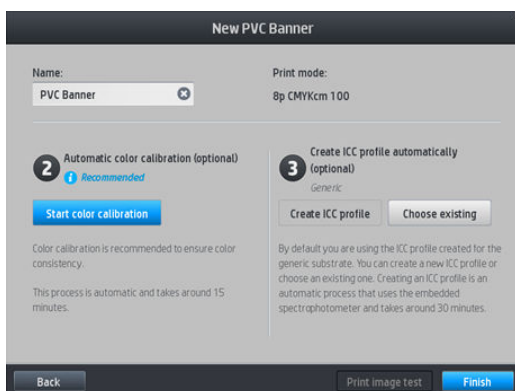 New PVC Banner
Name:
PVC Banner
Print mode:
8p CMYKcm 100
2
Automatic color calibration (optional)
i Recommended
Start color calibration
Color calibration is recommended to ensure color
consistency.
This process is automatic and takes around 15
minutes.
3
Create ICC profile automatically
(optional)
Generic
Create ICC profile
Choose existing
By default you are using the ICC profile created for the
generic substrate. You can create a new ICC profile or
choose an existing one. Creating an ICC profile is an
automatic process that uses the embedded
spectrophotometer and takes around 30 minutes.
Back
Print image test
Finish